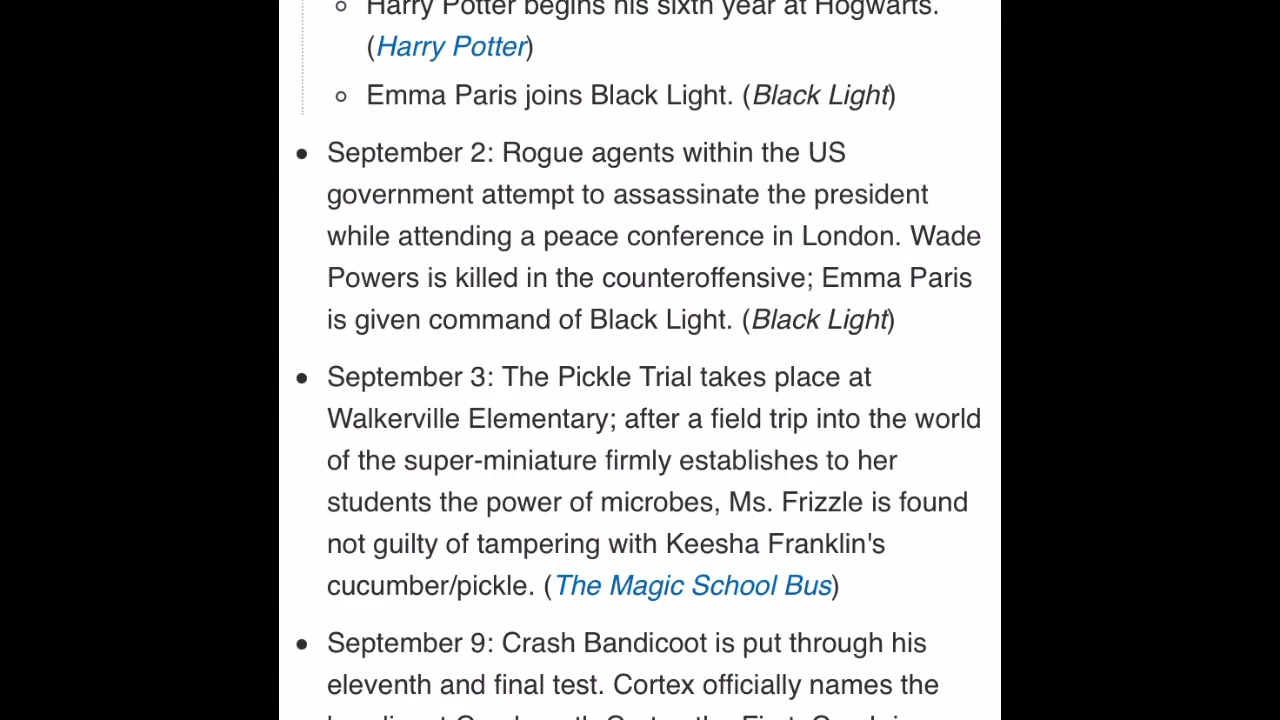 Harry Potter begins his sixth year at Hogwarts.
(Harry Potter)
Emma Paris joins Black Light. (Black Light)
September 2: Rogue agents within the US
government attempt to assassinate the president
while attending a peace conference in London. Wade
Powers is killed in the counteroffensive; Emma Paris
is given command of Black Light. (Black Light)
September 3: The Pickle Trial takes place at
Walkerville Elementary; after a field trip into the world
of the super-miniature firmly establishes to her
students the power of microbes, Ms. Frizzle is found
not guilty of tampering with Keesha Franklin's
cucumber/pickle. (The Magic School Bus)
September 9: Crash Bandicoot is put through his
eleventh and final test. Cortex officially names the